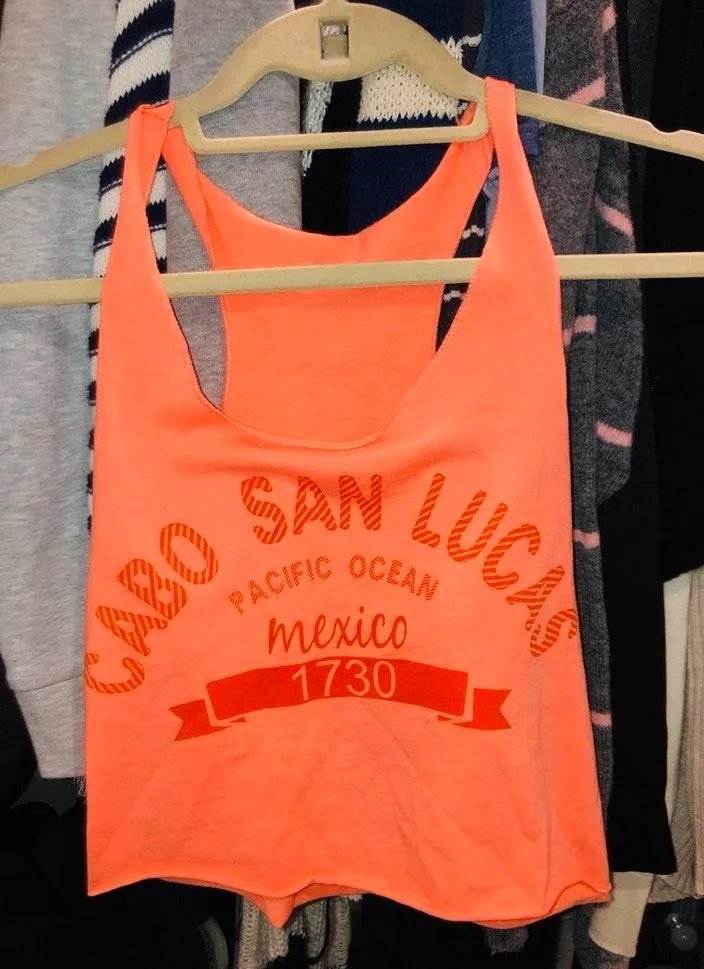 CABO SAN LUCAS
PACIFIC OCEAN
mexico
1730